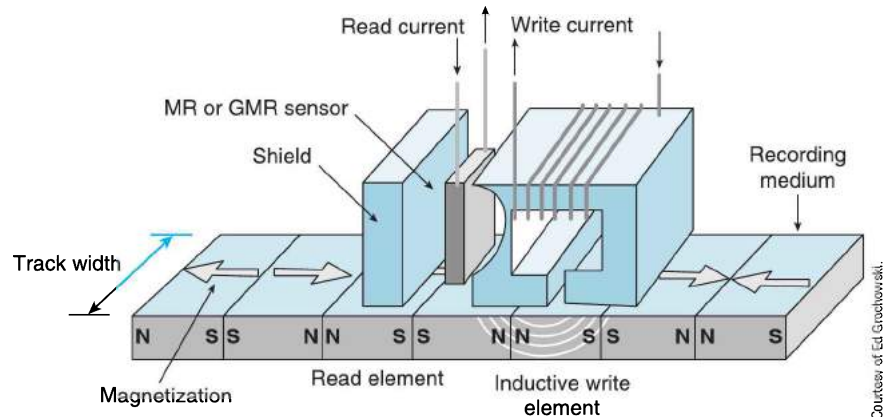 Read current
Write current
MR or GMR sensor
Shield
Recording
medium
Track width
N S S N N S S N N S S N N S
Magnetization
Read element
Inductive write
element
Courtesy of Ed Grochowski.